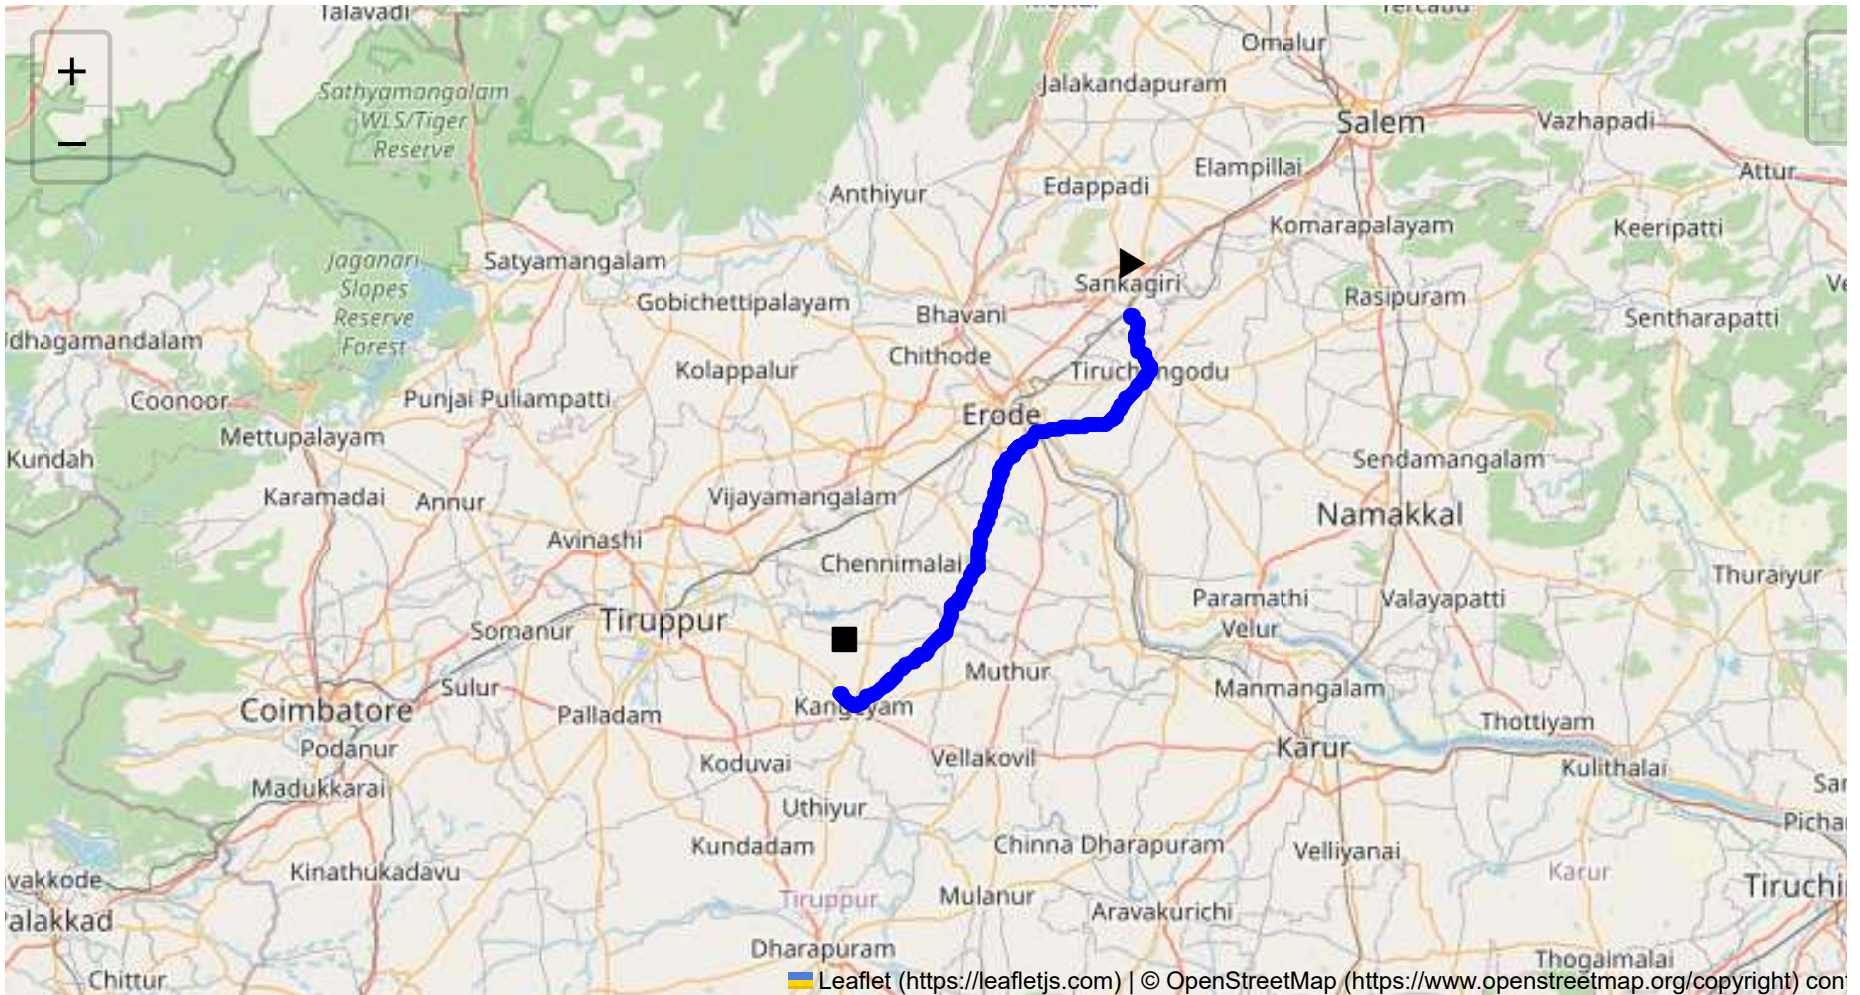 Talavadi
Omalur
+
Sathyamangalam
WLS/Tiger
Reserve
Jalakandapuram
Salem
Vazhapadi
−
Elampillai
Attur
Anthiyur
Edappadi
Komarapalayam
Keeripatti
Jaganari
Slopes
Reserve
Forest
Satyamangalam
Sankagiri
Gobichettipalayam
Rasipuram
Bhavani
Sentharapatti
dhagamandalam
Chithode
Kolappalur
Coonoor
Punjai Puliampatti
Erode
Mettupalayam
Kundah
Sendamangalam
Karamadai
Annur
Vijayamangalam
Namakkal
Avinashi
Chennimalai
Thuraiyur
Paramathi
Velur
Valayapatti
Tiruppur
Somanur
Muthur
Sulur
Manmangalam
Coimbatore
Palladam
Thottiyam
Podanur
Karur
Koduvai
Vellakovil
Kulithalai
Madukkarai
Uthiyur
Picha
Kundadam
Chinna Dharapuram
Velliyanai
Kinathukadavu
Karur
vakkode
Tiruppur
Mulanur
Tiruchi
Aravakurichi
alakkad
Dharapuram
Thogaimalai
Chittur
Leaflet (https://leafletjs.com) | © OpenStreetMap (https://www.openstreetmap.org/copyright) con